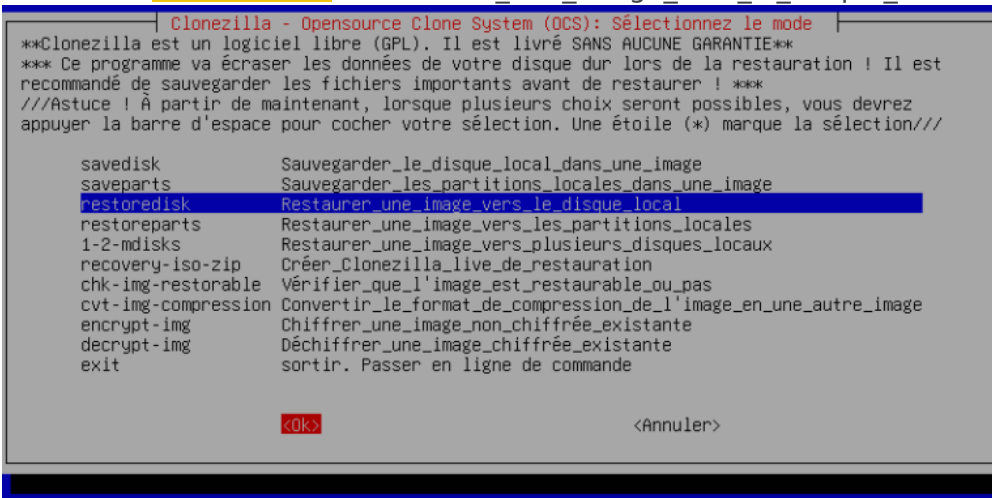 Clonezilla - Opensource Clone System (OCS): Sélectionnez le mode
**Clonezilla est un logiciel libre (GPL). Il est livré SANS AUCUNE GARANTIE**
*** Ce programme va écraser les données de votre disque dur lors de la restauration ! Il est
recommandé de sauvegarder les fichiers importants avant de restaurer ! ***
///Astuce ! À partir de maintenant, lorsque plusieurs choix seront possibles, vous devrez
appuyer la barre d'espace pour cocher votre sélection. Une étoile (*) marque la sélection///
savedisk Sauvegarder_le_disque_local_dans_une_image
saveparts Sauvegarder_les_partitions_locales_dans_une_image
restoredisk Restaurer_une_image_vers_le_disque_local
restoreparts Restaurer_une_image_vers_les_partitions_locales
1-2-mdisks Restaurer_une_image_vers_plusieurs_disques_locaux
recovery-iso-zip Créer_Clonezilla_live_de_restauration
chk-img-restorable Vérifier_que_l'image_est_restaurable_ou_pas
cvt-img-compression Convertir_le_format_de_compression_de_l'image_en_une_autre_image
encrypt-img Chiffrer_une_image_non_chiffrée_existante
decrypt-img Déchiffrer_une_image_chiffrée_existante
exit sortir. Passer en ligne de commande
<Ok> <Annuler>